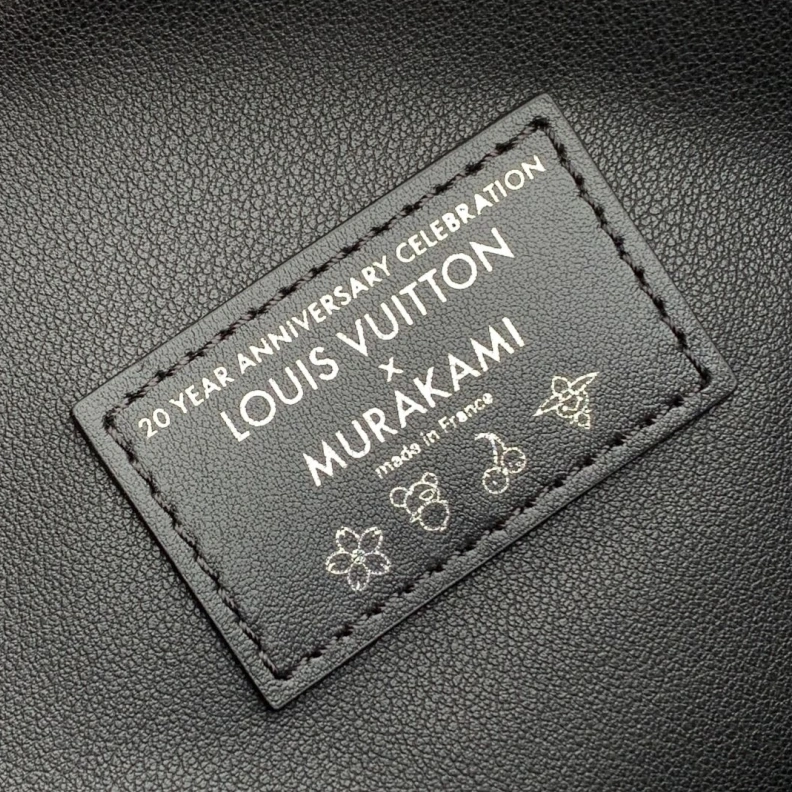 20 YEAR ANNIVERSARY CELEBRATION
LOUIS VUITTON
x
MURAKAMI
made in France